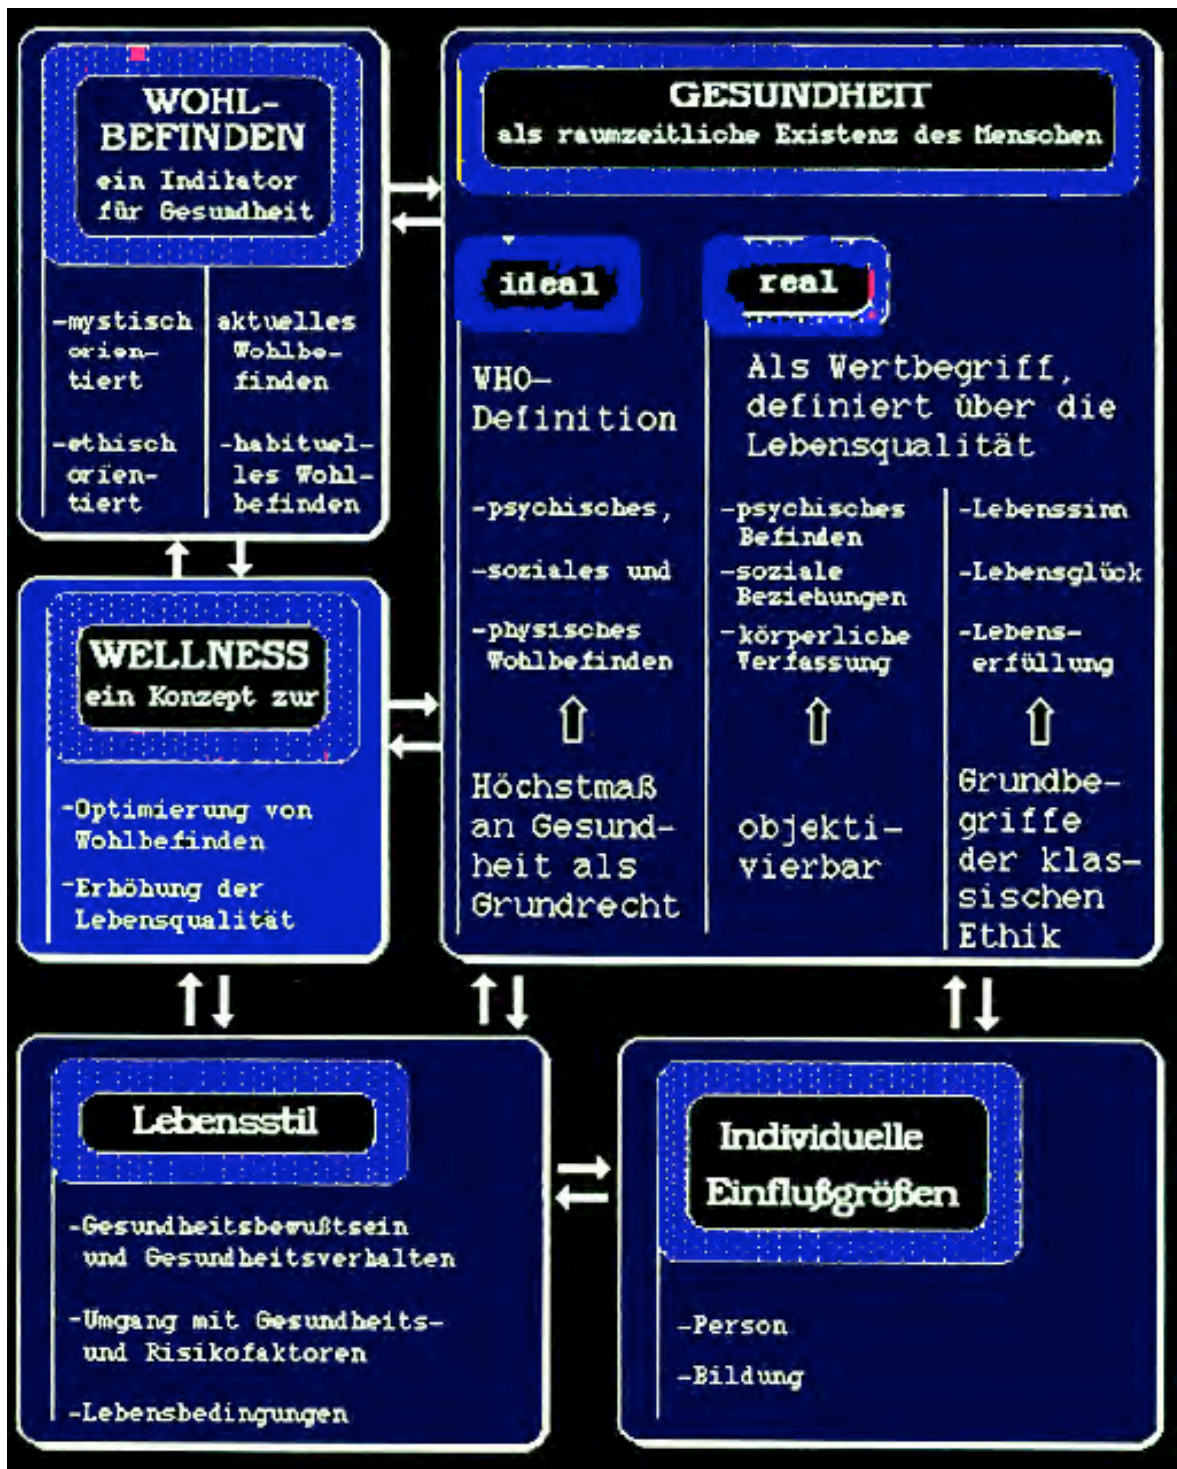 WOHL-
BEFINDEN
ein Indikator
für Gesundheit
-mystisch
orien-
tiert
-ethisch
orien-
tiert
aktuelles
Wohlbe-
finden
-habituel-
les Wohl-
befinden
GESUNDHEIT
als raumzeitliche Existenz des Menschen
ideal
WHO-
Definition
-psychisches,
-soziales und
-physisches
Wohlbefinden
Höchstmaß
an Gesund-
heit als
Grundrecht
real
Als Wertbegriff,
definiert über die
Lebensqualität
-psychisches
Befinden
-soziale
Beziehungen
-körperliche
Verfassung
objekti-
vierbar
-Lebenssinn
-Lebensglück
-Lebens-
erfüllung
Grundbe-
griffe
der klas-
sischen
Ethik
WELLNESS
ein Konzept zur
-Optimierung von
Wohlbefinden
-Erhöhung der
Lebensqualität
Lebensstil
-Gesundheitsbewußtsein
und Gesundheitsverhalten
-Umgang mit Gesundheits-
und Risikofaktoren
-Lebensbedingungen
Individuelle
Einflußgrößen
-Person
-Bildung